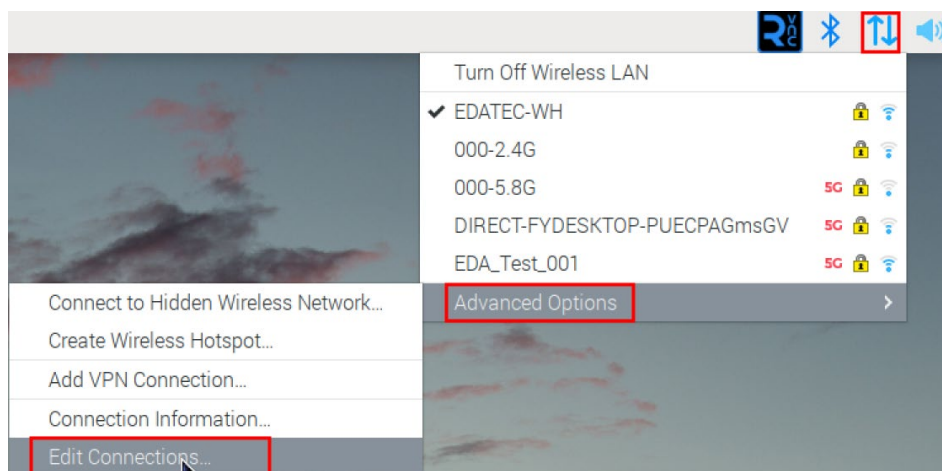 VNC
Turn Off Wireless LAN
EDATEC-WH
000-2.4G
000-5.8G 5G
DIRECT-FYDESKTOP-PUECPAGmsGV 5G
EDA_Test_001 5G
Advanced Options
Connect to Hidden Wireless Network...
Create Wireless Hotspot...
Add VPN Connection...
Connection Information...
Edit Connections...